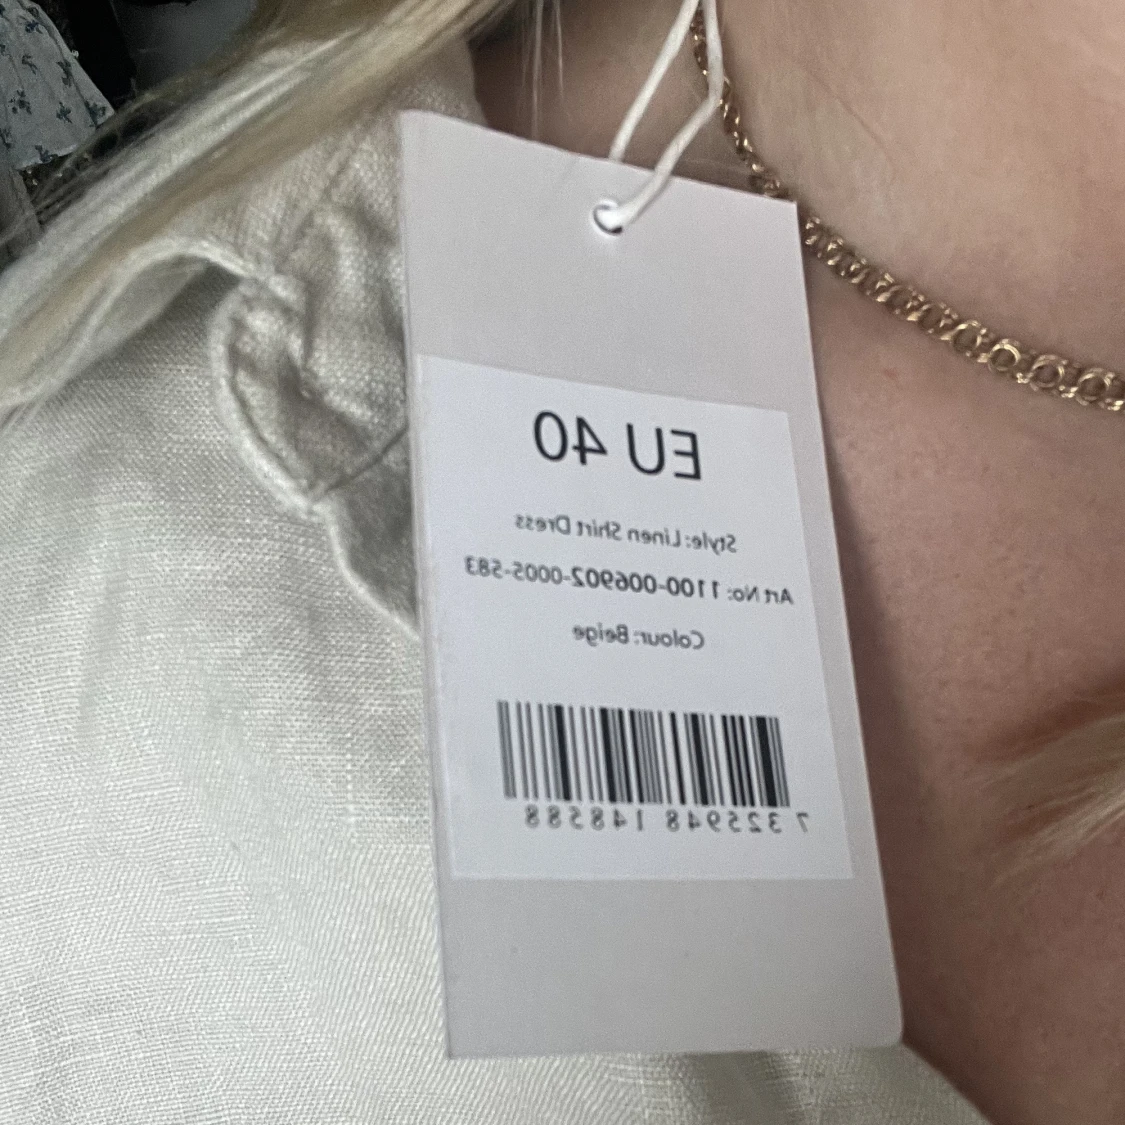 EU 40
Style: Linen Shirt Dress
Art No: 1100-006902-0005-583
Colour: Beige
7 325948 148588